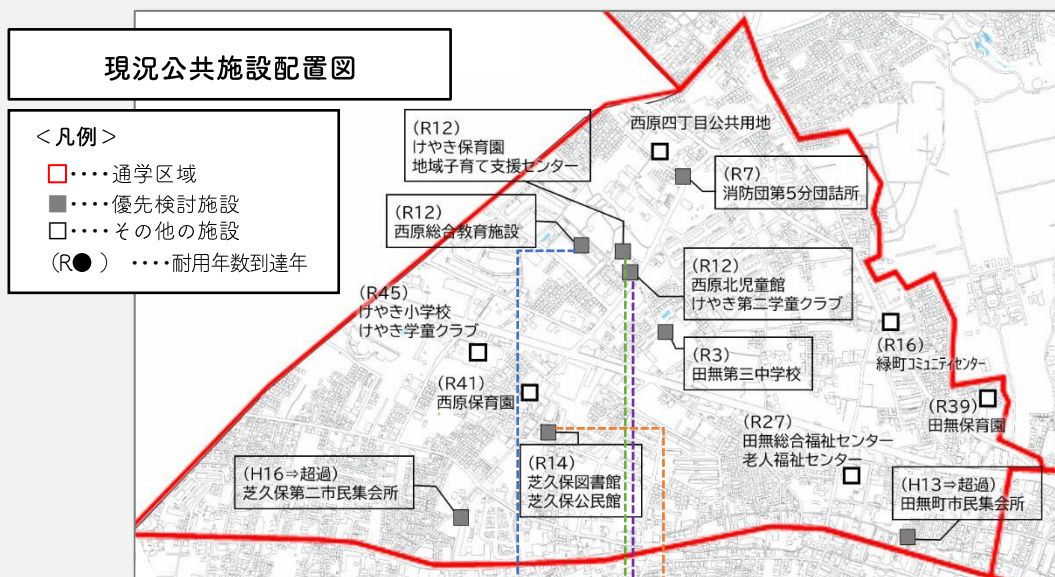 現況公共施設配置図
<凡例>
□・・・・通学区域
■・・・・優先検討施設
□・・・・その他の施設
(R●)・・・・耐用年数到達年
西原四丁目公共用地
(R12)
けやき保育園
地域子育て支援センター
(R7)
消防団第5分団詰所
(R12)
西原総合教育施設
(R12)
西原北児童館
けやき第二学童クラブ
(R45)
けやき小学校
けやき学童クラブ
(R3)
田無第三中学校
(R16)
緑町コミュニティセンター
(R41)
西原保育園
(R39)
田無保育園
(R27)
田無総合福祉センター
老人福祉センター
(H16⇒超過)
芝久保第二市民集会所
(R14)
芝久保図書館
芝久保公民館
(H13⇒超過)
田無町市民集会所